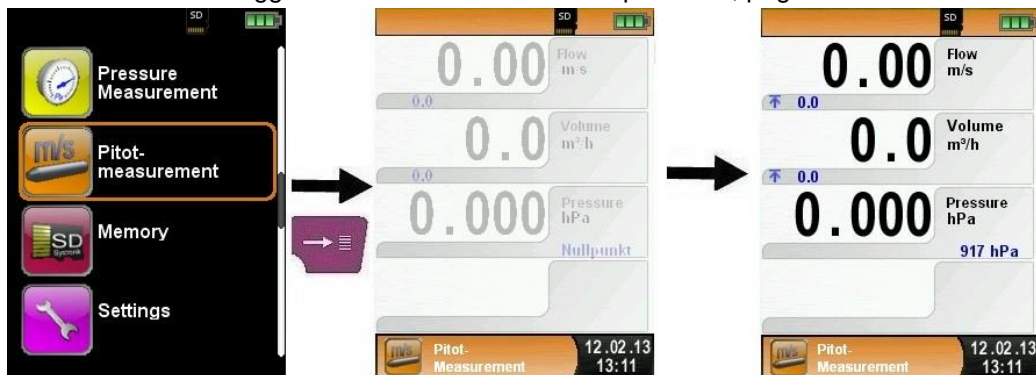 SD
Pressure
Measurement
m/s
Pitot-
measurement
SD
Memory
Settings
SD
0.00
Flow
m/s
0.0
0.0
Volume
m³/h
0.0
0.000
Pressure
hPa
Nullpunkt
m/s
Pitot-
Measurement
12.02.13
13:11
SD
0.00
Flow
m/s
0.0
0.0
Volume
m³/h
0.0
0.000
Pressure
hPa
917 hPa
m/s
Pitot-
Measurement
12.02.13
13:11